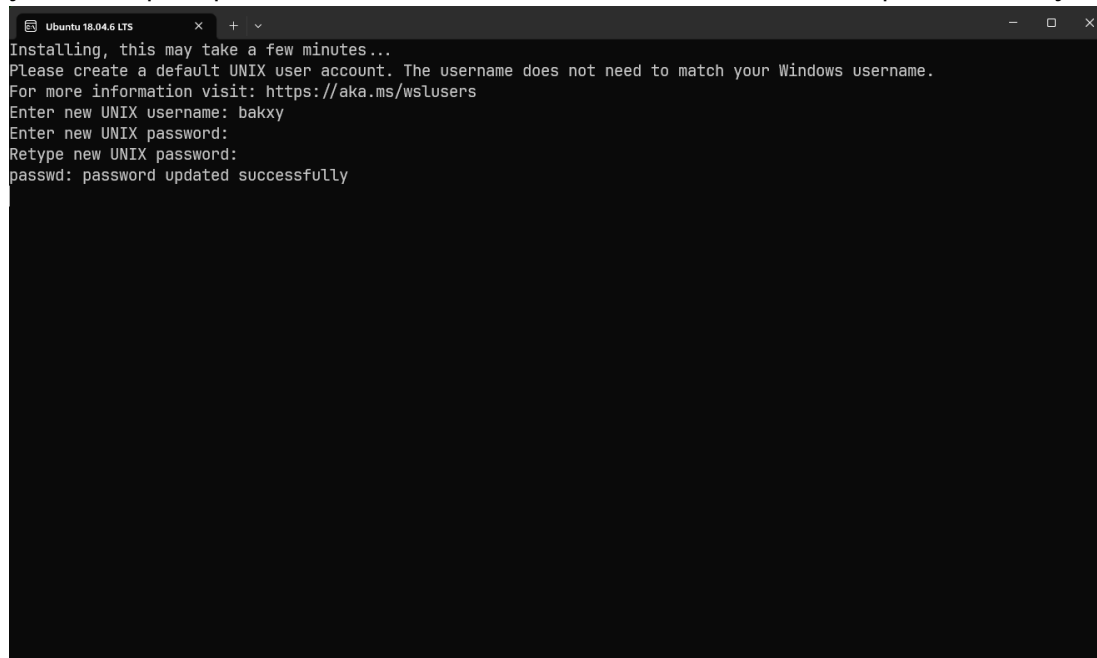 Ubuntu 18.04.6 LTS
Installing, this may take a few minutes...
Please create a default UNIX user account. The username does not need to match your Windows username.
For more information visit: https://aka.ms/wslusers
Enter new UNIX username: bakxy
Enter new UNIX password:
Retype new UNIX password:
passwd: password updated successfully